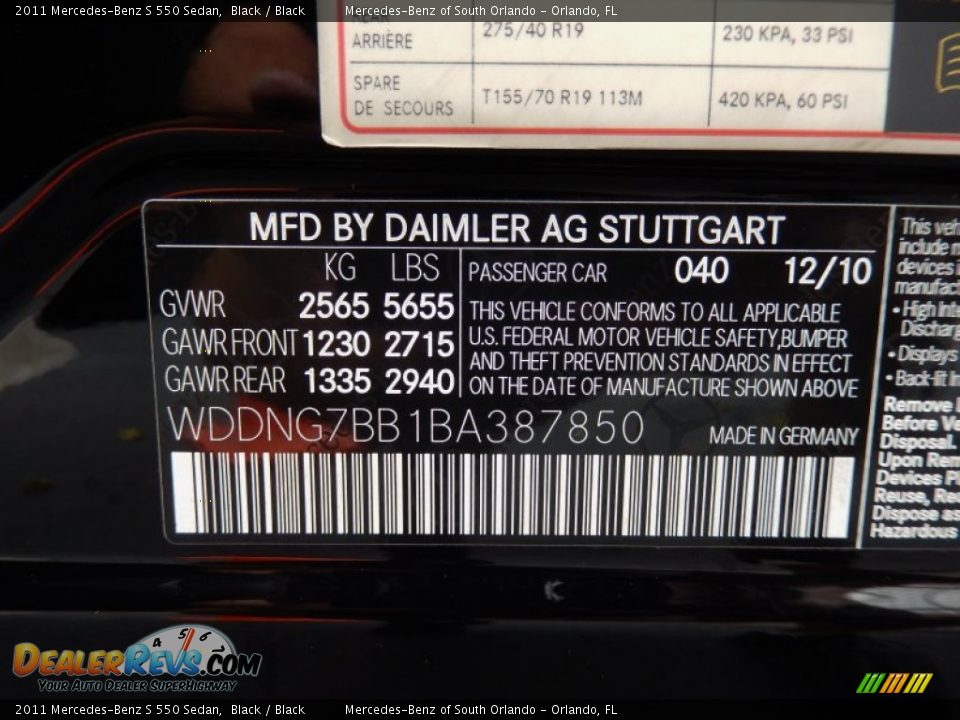 2011 Mercedes-Benz S 550 Sedan, Black / Black Mercedes-Benz of South Orlando - Orlando, FL
REAR
ARRIÈRE 275/40 R19 230 KPA, 33 PSI
SPARE
DE SECOURS T155/70 R19 113M 420 KPA, 60 PSI
MFD BY DAIMLER AG STUTTGART
KG LBS
GVWR 2565 5655
GAWR FRONT 1230 2715
GAWR REAR 1335 2940
PASSENGER CAR 040 12/10
THIS VEHICLE CONFORMS TO ALL APPLICABLE
U.S. FEDERAL MOTOR VEHICLE SAFETY,BUMPER
AND THEFT PREVENTION STANDARDS IN EFFECT
ON THE DATE OF MANUFACTURE SHOWN ABOVE
WDDNG7BB1BA387850 MADE IN GERMANY
This
include
devices
• High
• Displays
• Back-lit
Remove
Before
Disposal.
Upon
Devices
Reuse,
Dispose as
Hazardous
K
4 5 6
DEALERREVS.COM
YOUR AUTO DEALER SUPERHIGHWAY
2011 Mercedes-Benz S 550 Sedan, Black / Black Mercedes-Benz of South Orlando - Orlando, FL